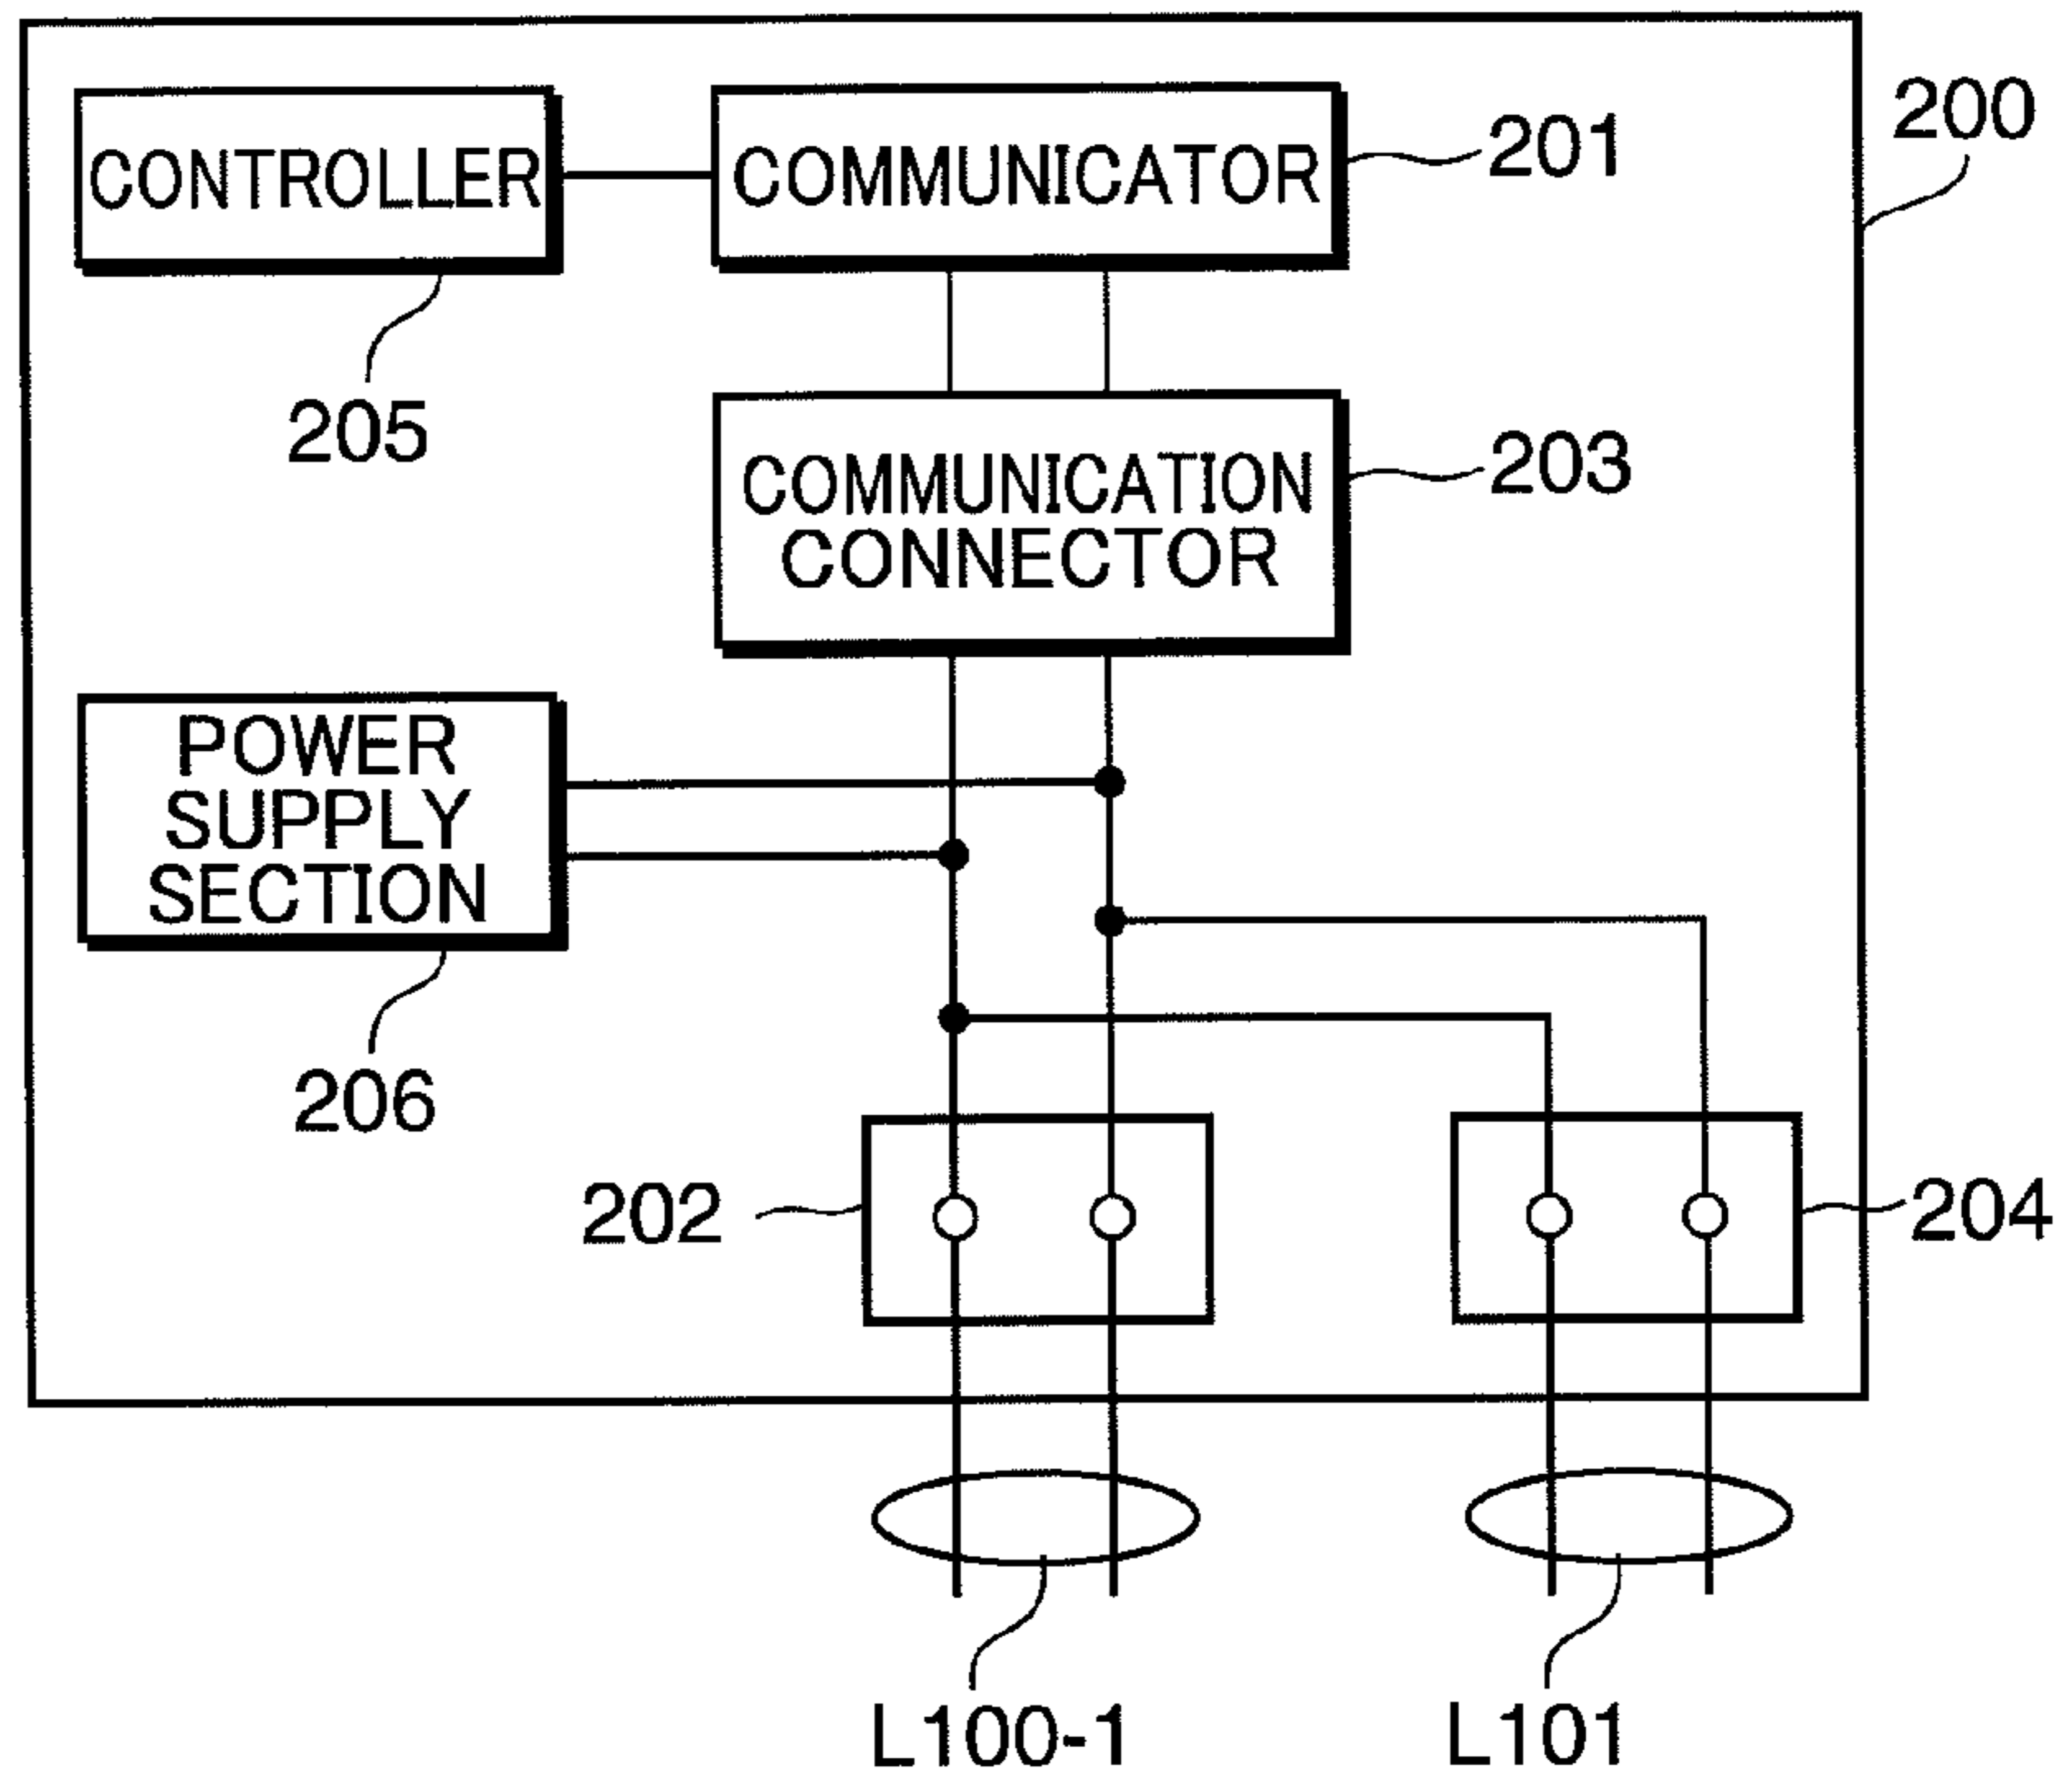 200
CONTROLLER
COMMUNICATOR
201
205
COMMUNICATION
CONNECTOR
203
POWER
SUPPLY
SECTION
206
202
204
L100-1
L101